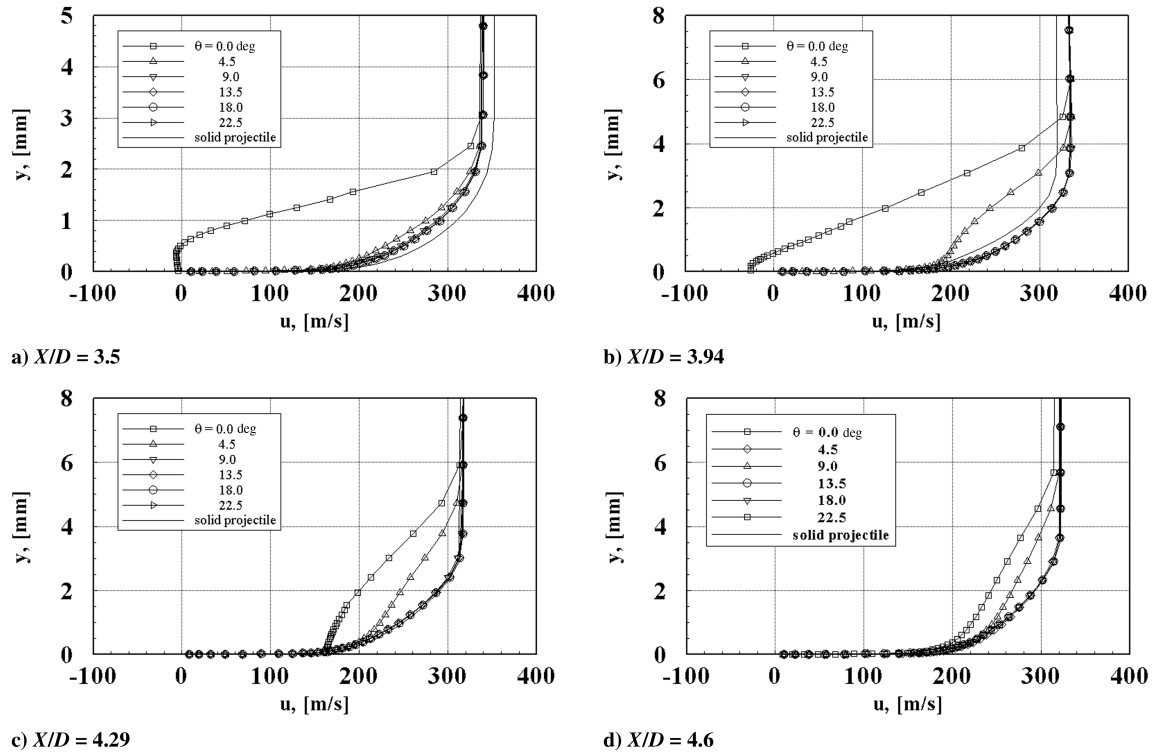 5
4
3
2
1
0
y, [mm]
θ = 0.0 deg
4.5
9.0
13.5
18.0
22.5
solid projectile
-100 0 100 200 300 400
u, [m/s]
a) X/D = 3.5
8
6
4
2
0
y, [mm]
θ = 0.0 deg
4.5
9.0
13.5
18.0
22.5
solid projectile
-100 0 100 200 300 400
u, [m/s]
b) X/D = 3.94
8
6
4
2
0
y, [mm]
θ = 0.0 deg
4.5
9.0
13.5
18.0
22.5
solid projectile
-100 0 100 200 300 400
u, [m/s]
c) X/D = 4.29
8
6
4
2
0
y, [mm]
θ = 0.0 deg
4.5
9.0
13.5
18.0
22.5
solid projectile
-100 0 100 200 300 400
u, [m/s]
d) X/D = 4.6